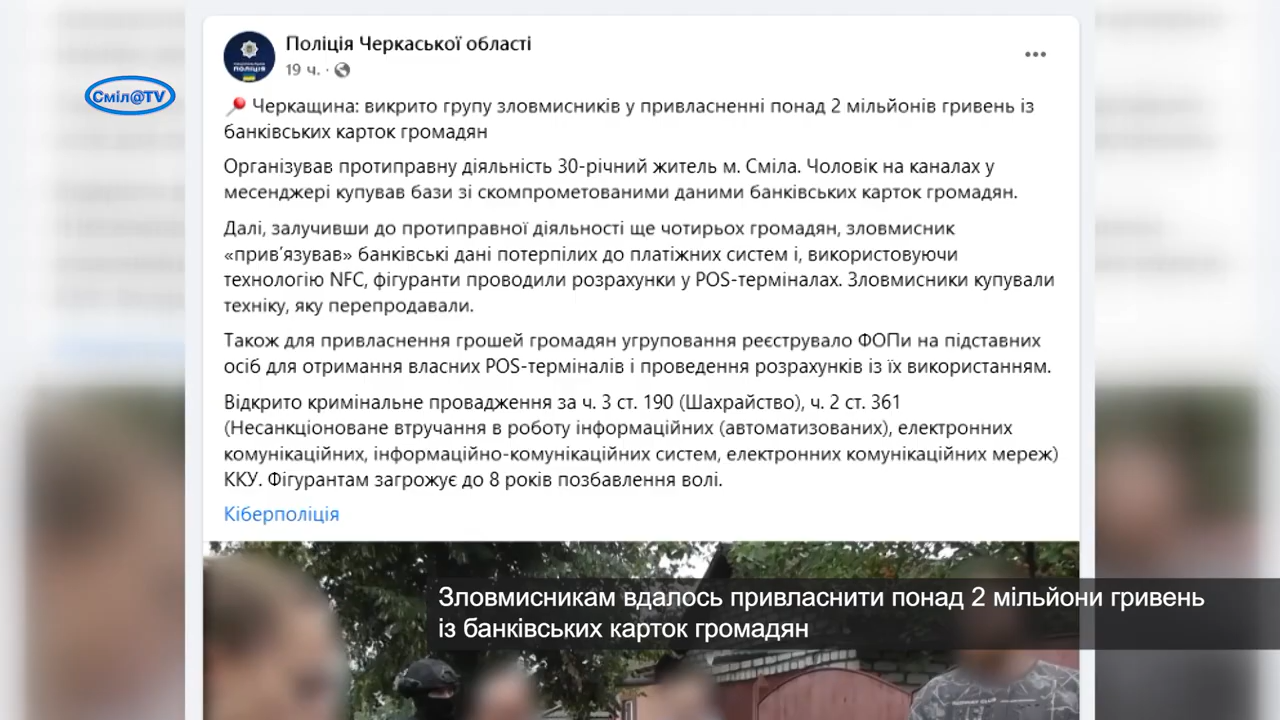 Поліція Черкаської області
19 ч.
Сміл@TV
Черкащина: викрито групу зловмисників у привласненні понад 2 мільйонів гривень із
банківських карток громадян
Організував протиправну діяльність 30-річний житель м. Сміла. Чоловік на каналах у
месенджері купував бази зі скомпрометованими даними банківських карток громадян.
Далі, залучивши до протиправної діяльності ще чотирьох громадян, зловмисник
«прив’язував» банківські дані потерпілих до платіжних систем і, використовуючи
технологію NFC, фігуранти проводили розрахунки у POS-терміналах. Зловмисники купували
техніку, яку перепродавали.
Також для привласнення грошей громадян угруповання реєструвало ФОПи на підставних
осіб для отримання власних POS-терміналів і проведення розрахунків із їх використанням.
Відкрито кримінальне провадження за ч. 3 ст. 190 (Шахрайство), ч. 2 ст. 361
(Несанкціоноване втручання в роботу інформаційних (автоматизованих), електронних
комунікаційних, інформаційно-комунікаційних систем, електронних комунікаційних мереж)
ККУ. Фігурантам загрожує до 8 років позбавлення волі.
Кіберполіція
Зловмисникам вдалось привласнити понад 2 мільйони гривень
із банківських карток громадян